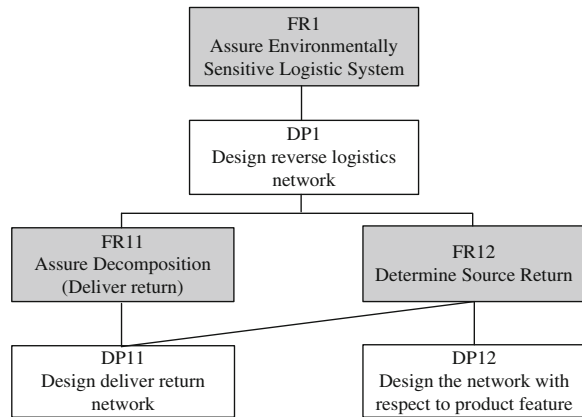 FR1
Assure Environmentally
Sensitive Logistic System
DP1
Design reverse logistics
network
FR11
Assure Decomposition
(Deliver return)
FR12
Determine Source Return
DP11
Design deliver return
network
DP12
Design the network with
respect to product feature